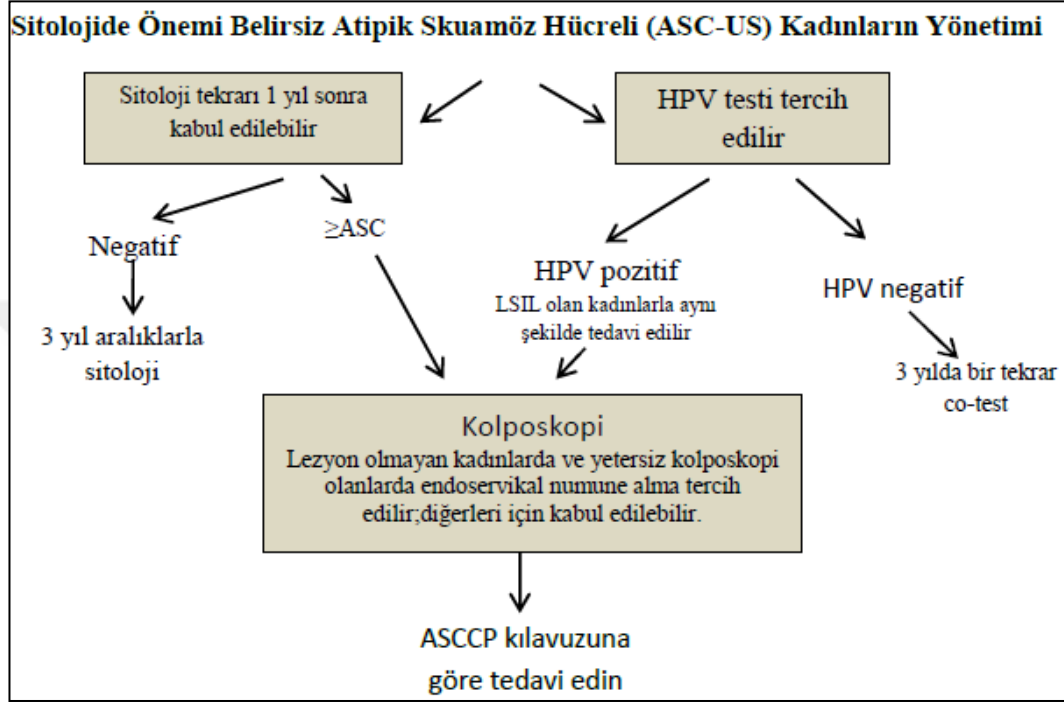 Sitolojide Önemi Belirsiz Atipik Skuamöz Hücreli (ASC-US) Kadınların Yönetimi
Sitoloji tekrarı 1 yıl sonra
kabul edilebilir
HPV testi tercih
edilir
Negatif
≥ASC
3 yıl aralıklarla
sitoloji
HPV pozitif
LSIL olan kadınlarla aynı
şekilde tedavi edilir
HPV negatif
3 yılda bir tekrar
co-test
Kolposkopi
Lezyon olmayan kadınlarda ve yetersiz kolposkopi
olanlarda endoservikal numune alma tercih
edilir;diğerleri için kabul edilebilir.
ASCCP kılavuzuna
göre tedavi edin